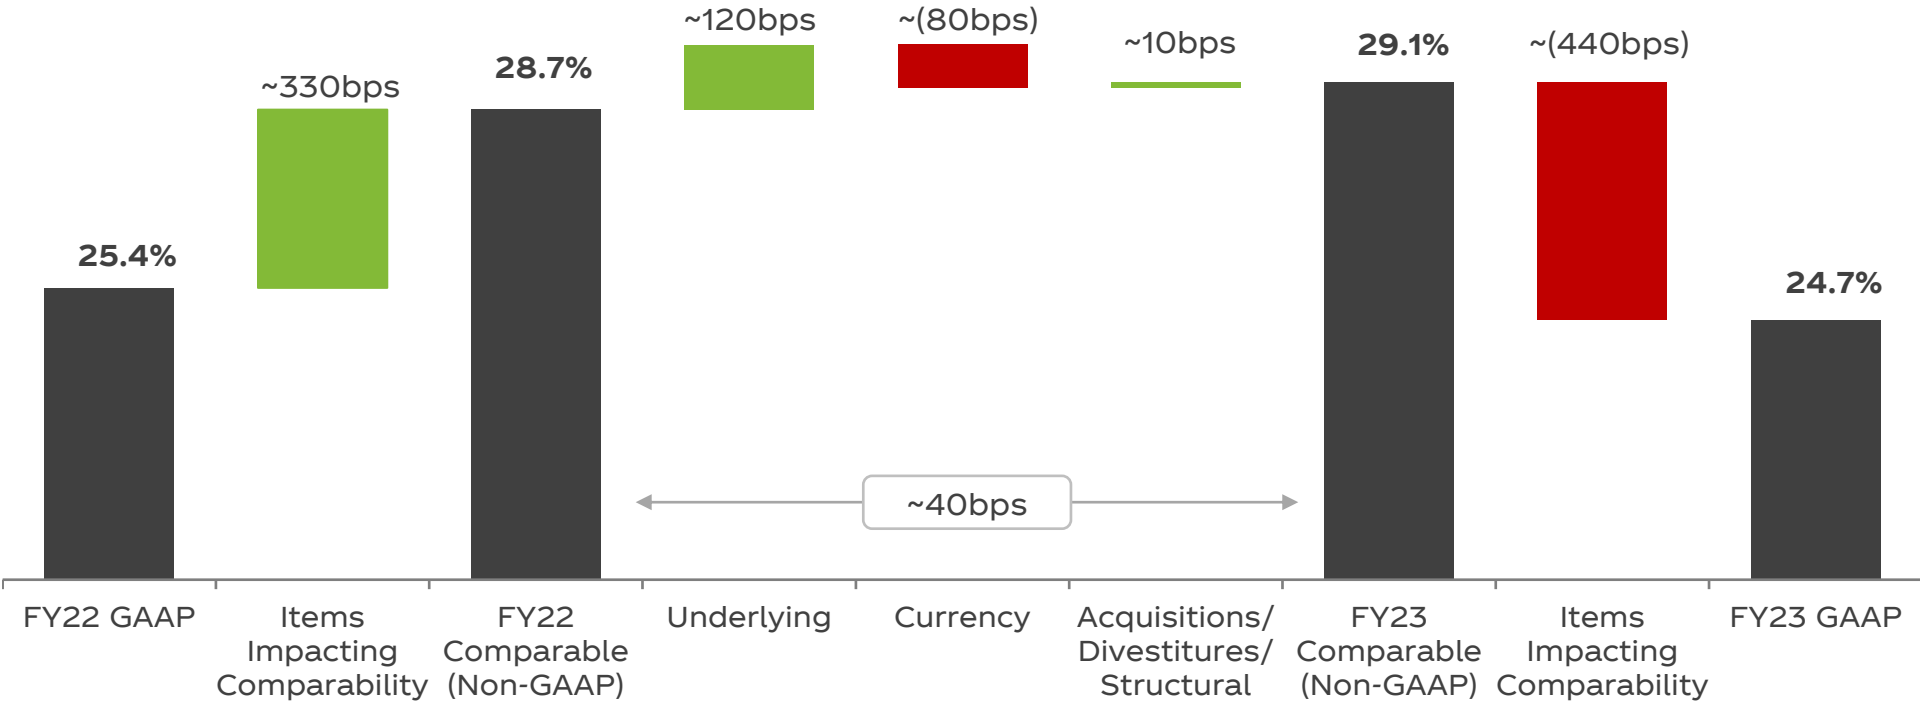 ~120bps
~(80bps)
~10bps
29.1%
~(440bps)
28.7%
~330bps
25.4%
24.7%
~40bps
FY22 GAAP
Items
Impacting
Comparability
FY22
Comparable
(Non-GAAP)
Underlying
Currency
Acquisitions/
Divestitures/
Structural
FY23
Comparable
(Non-GAAP)
Items
Impacting
Comparability
FY23 GAAP